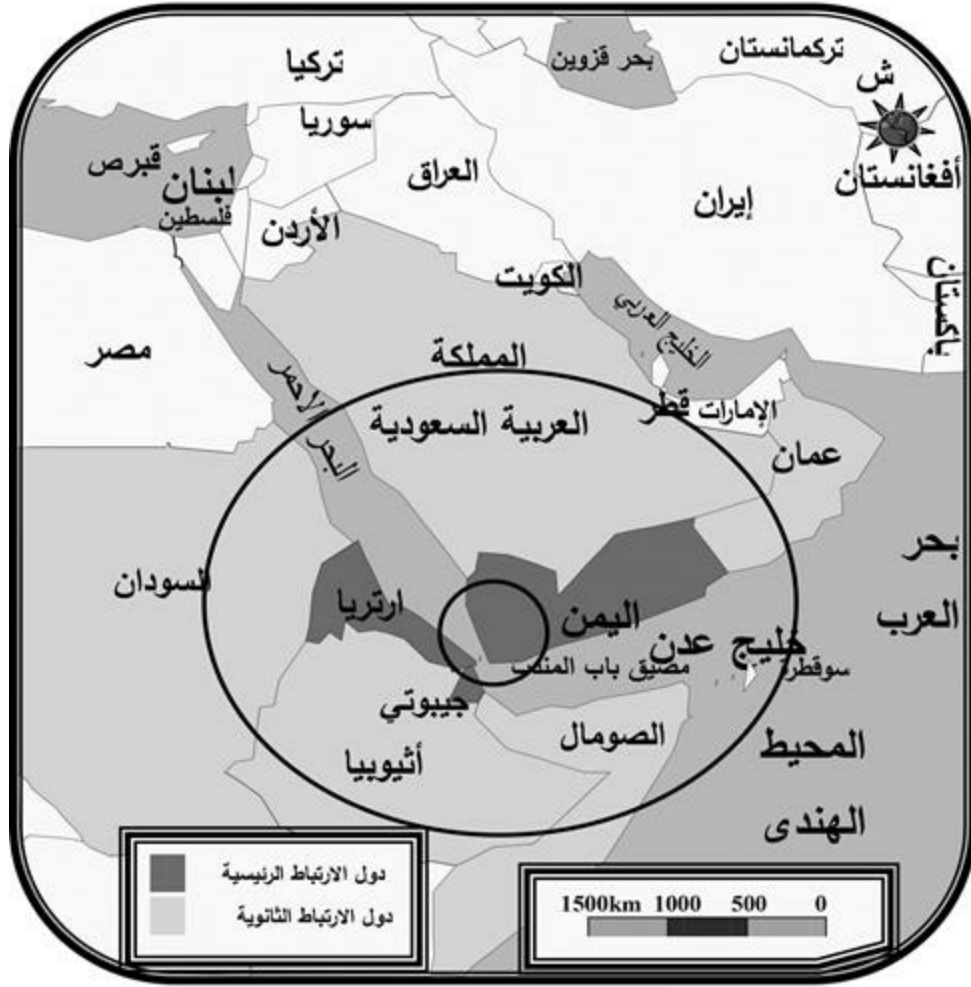 تركمانستان
بحر قزوين
تركيا
ش
سوريا
قبرص
لبنان
العراق
إيران
أفغانستان
فلسطين
الأردن
الكويت
باكستان
الخليج العربي
مصر
المملكة
العربية السعودية
البحر الاحمر
قطر
الإمارات
عمان
بحر
العرب
السودان
ارتريا
اليمن
خليج عدن
مضيق باب المندب
سوقطرة
جيبوتي
الصومال
أثيوبيا
المحيط
الهندى
دول الارتباط الرئيسية
دول الارتباط الثانوية
1500km 1000 500 0